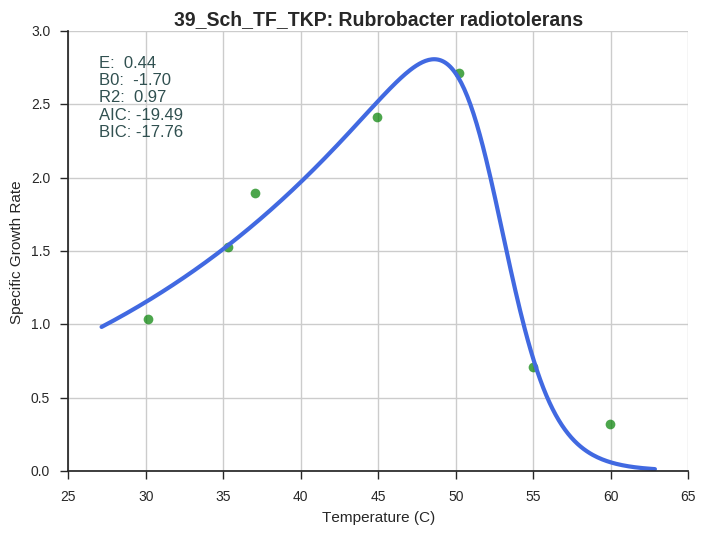 39_Sch_TF_TKP: Rubrobacter radiotolerans
E:  0.44
B0:  -1.70
R2:  0.97
AIC: -19.49
BIC: -17.76
Specific Growth Rate
3.0
2.5
2.0
1.5
1.0
0.5
0.0
25 30 35 40 45 50 55 60 65
Temperature (C)